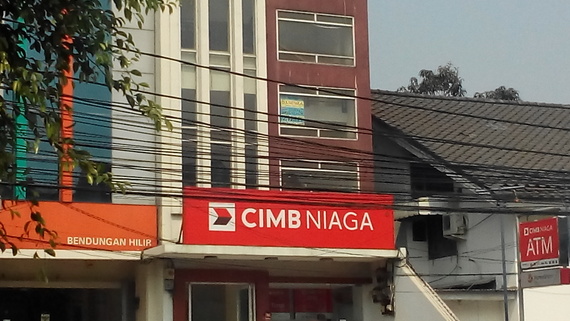 BENDUNGAN HILIR
CIMB NIAGA
CIMB NIAGA
ATM